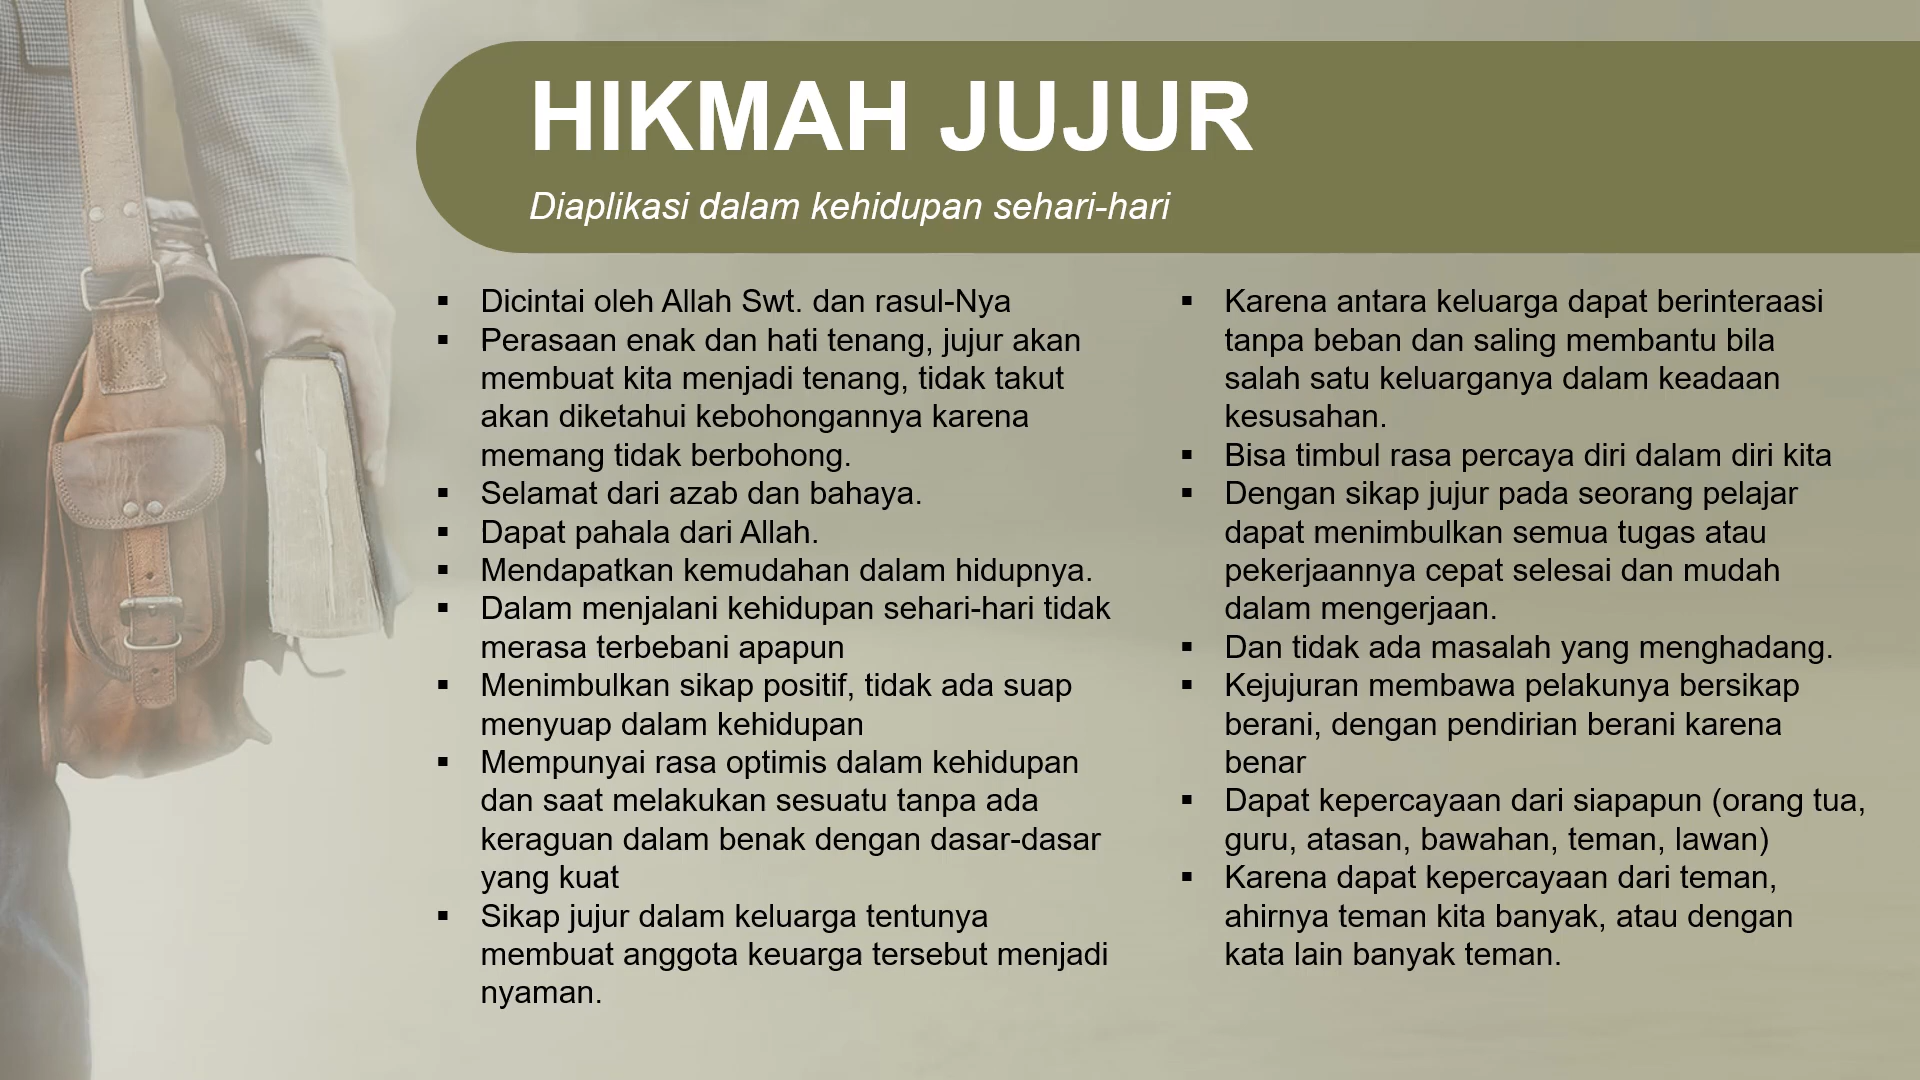 HIKMAH JUJUR
Diaplikasi dalam kehidupan sehari-hari
▪ Dicintai oleh Allah Swt. dan rasul-Nya
▪ Perasaan enak dan hati tenang, jujur akan
membuat kita menjadi tenang, tidak takut
akan diketahui kebohongannya karena
memang tidak berbohong.
▪ Selamat dari azab dan bahaya.
▪ Dapat pahala dari Allah.
▪ Mendapatkan kemudahan dalam hidupnya.
▪ Dalam menjalani kehidupan sehari-hari tidak
merasa terbebani apapun
▪ Menimbulkan sikap positif, tidak ada suap
menyuap dalam kehidupan
▪ Mempunyai rasa optimis dalam kehidupan
dan saat melakukan sesuatu tanpa ada
keraguan dalam benak dengan dasar-dasar
yang kuat
▪ Sikap jujur dalam keluarga tentunya
membuat anggota keuarga tersebut menjadi
nyaman.
▪ Karena antara keluarga dapat berinteraasi
tanpa beban dan saling membantu bila
salah satu keluarganya dalam keadaan
kesusahan.
▪ Bisa timbul rasa percaya diri dalam diri kita
▪ Dengan sikap jujur pada seorang pelajar
dapat menimbulkan semua tugas atau
pekerjaannya cepat selesai dan mudah
dalam mengerjaan.
▪ Dan tidak ada masalah yang menghadang.
▪ Kejujuran membawa pelakunya bersikap
berani, dengan pendirian berani karena
benar
▪ Dapat kepercayaan dari siapapun (orang tua,
guru, atasan, bawahan, teman, lawan)
▪ Karena dapat kepercayaan dari teman,
ahirnya teman kita banyak, atau dengan
kata lain banyak teman.